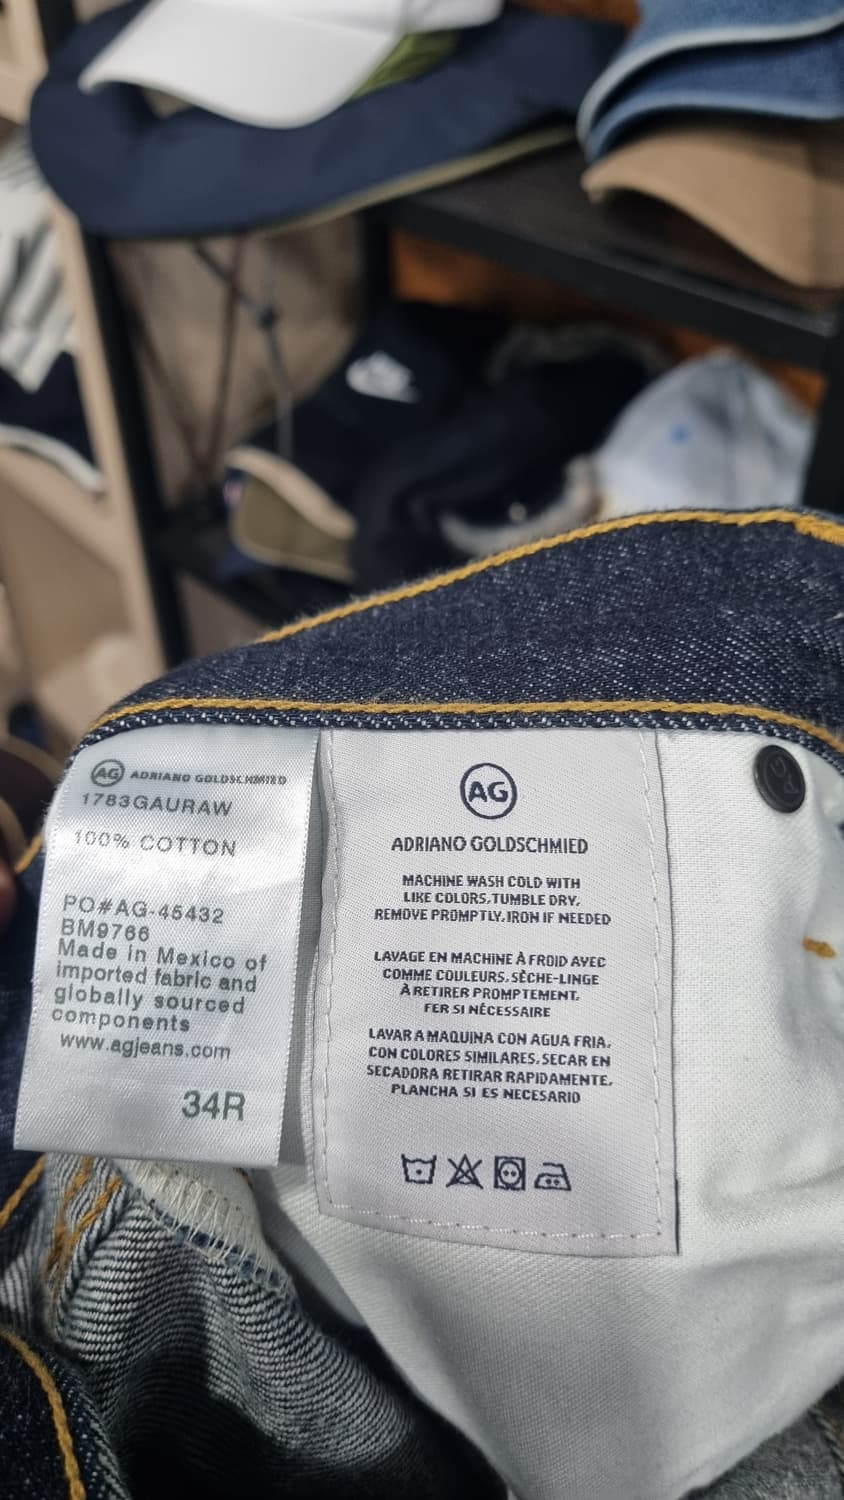 AG ADRIANO GOLDSCHMIED
1783GAURAW
100% COTTON
PO#AG-45432
BM9766
Made in Mexico of
imported fabric and
globally sourced
components
www.agjeans.com
34R
AG
ADRIANO GOLDSCHMIED
MACHINE WASH COLD WITH
LIKE COLORS,TUMBLE DRY,
REMOVE PROMPTLY,IRON IF NEEDED
LAVAGE EN MACHINE À FROID AVEC
COMME COULEURS, SÈCHE-LINGE
À RETIRER PROMPTEMENT,
FER SI NÉCESSAIRE
LAVAR A MAQUINA CON AGUA FRIA,
CON COLORES SIMILARES, SECAR EN
SECADORA RETIRAR RAPIDAMENTE,
PLANCHA SI ES NECESARIO
AG